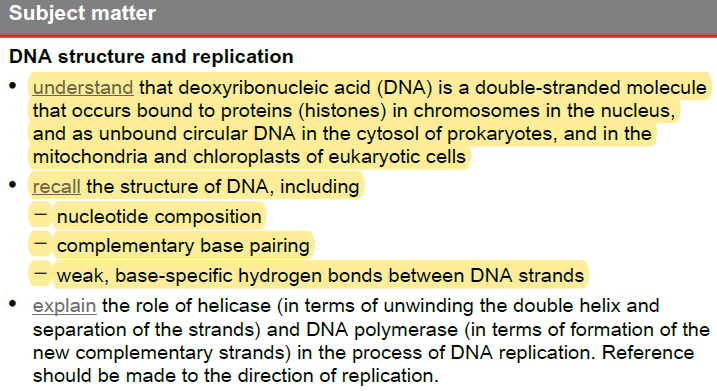 Subject matter
DNA structure and replication
• understand that deoxyribonucleic acid (DNA) is a double-stranded molecule
that occurs bound to proteins (histones) in chromosomes in the nucleus,
and as unbound circular DNA in the cytosol of prokaryotes, and in the
mitochondria and chloroplasts of eukaryotic cells
• recall the structure of DNA, including
– nucleotide composition
– complementary base pairing
– weak, base-specific hydrogen bonds between DNA strands
• explain the role of helicase (in terms of unwinding the double helix and
separation of the strands) and DNA polymerase (in terms of formation of the
new complementary strands) in the process of DNA replication. Reference
should be made to the direction of replication.